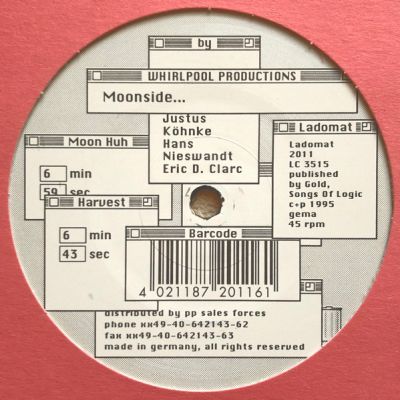 by
WHIRLPOOL PRODUCTIONS
Moonside...
Justus
Köhnke
Hans
Nieswandt
Eric D. Clarc
Ladomat
Ladomat
2011
LC 3515
published
by Gold,
Songs Of Logic
c+p 1995
gema
45 rpm
Moon Huh
6 min
59 sec
Harvest
6 min
43 sec
Barcode
4 021187 201161
distributed by pp sales forces
phone xx49-40-642143-62
fax xx49-40-642143-63
made in germany, all rights reserved